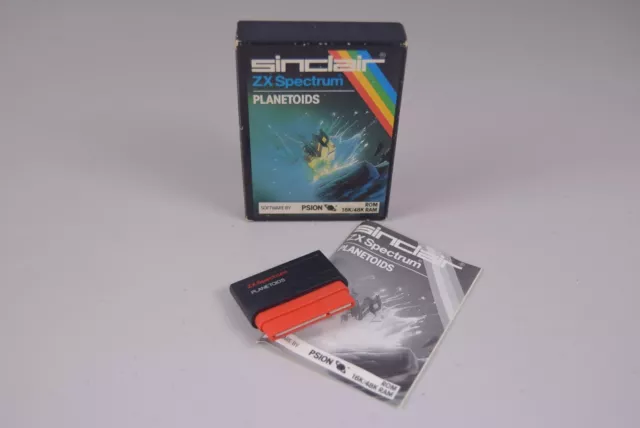 sinclair®
ZX Spectrum
PLANETOIDS
SOFTWARE BY PSION ROM
16K/48K RAM
ZX Spectrum
PLANETOIDS
sinclair
ZX Spectrum
PLANETOIDS
BY PSION ROM
16K/48K RAM